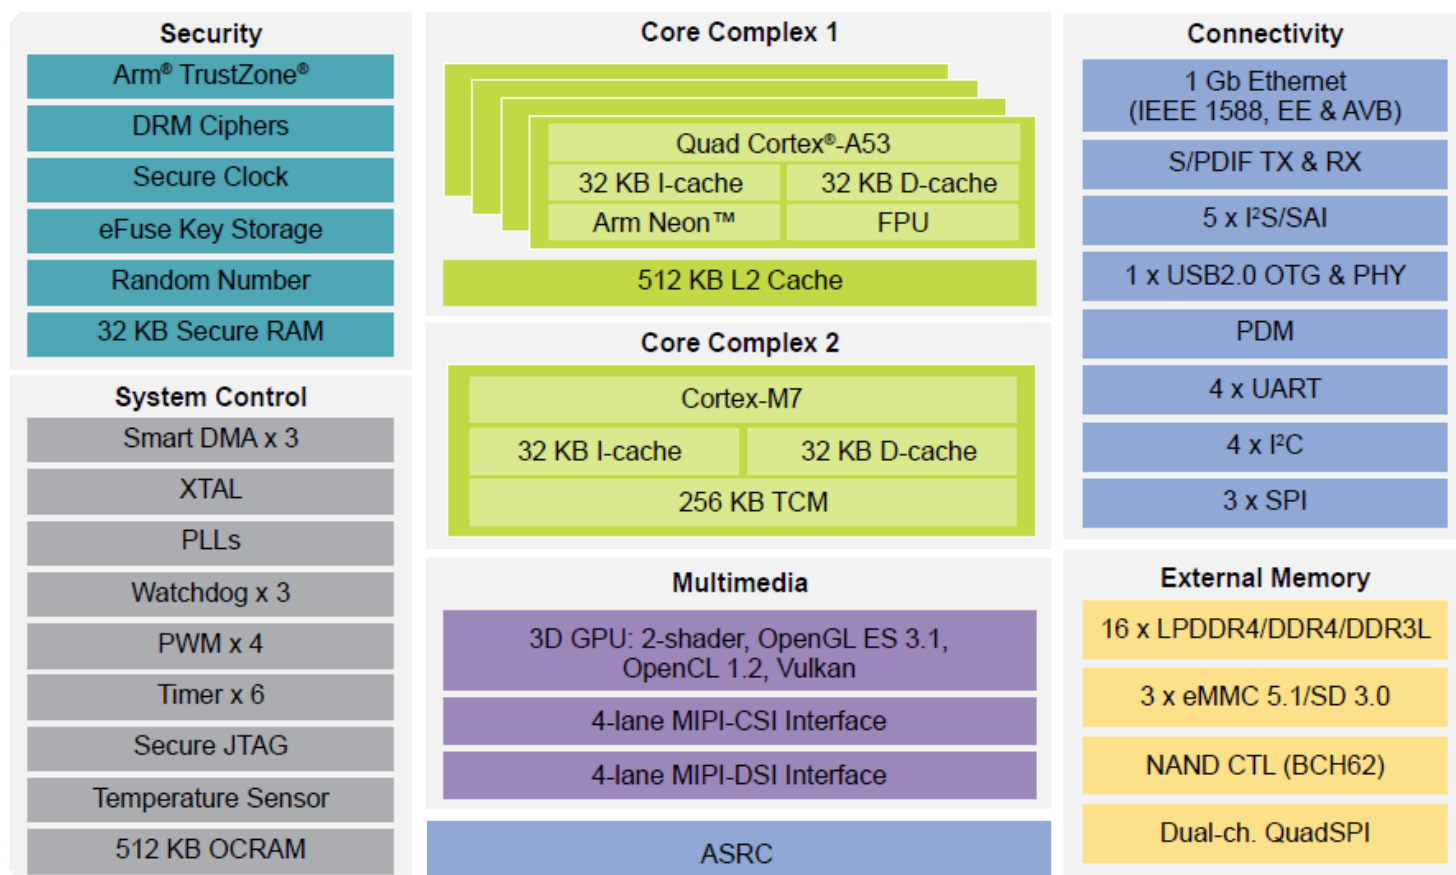 Security
Arm® TrustZone®
DRM Ciphers
Secure Clock
eFuse Key Storage
Random Number
32 KB Secure RAM
System Control
Smart DMA x 3
XTAL
PLLs
Watchdog x 3
PWM x 4
Timer x 6
Secure JTAG
Temperature Sensor
512 KB OCRAM
Core Complex 1
Quad Cortex®-A53
32 KB I-cache
32 KB D-cache
Arm Neon™
FPU
512 KB L2 Cache
Core Complex 2
Cortex-M7
32 KB I-cache
32 KB D-cache
256 KB TCM
Multimedia
3D GPU: 2-shader, OpenGL ES 3.1,
OpenCL 1.2, Vulkan
4-lane MIPI-CSI Interface
4-lane MIPI-DSI Interface
ASRC
Connectivity
1 Gb Ethernet
(IEEE 1588, EE & AVB)
S/PDIF TX & RX
5 x I²S/SAI
1 x USB2.0 OTG & PHY
PDM
4 x UART
4 x I²C
3 x SPI
External Memory
16 x LPDDR4/DDR4/DDR3L
3 x eMMC 5.1/SD 3.0
NAND CTL (BCH62)
Dual-ch. QuadSPI